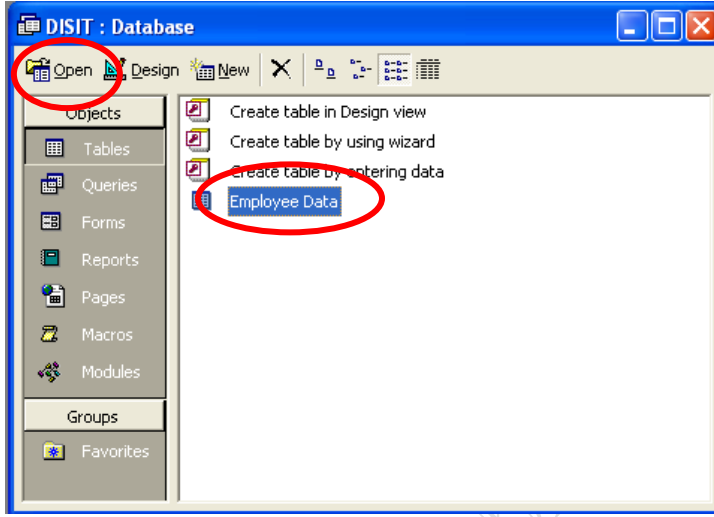 DISIT : Database
Open Design New
Objects
Tables
Queries
Forms
Reports
Pages
Macros
Modules
Groups
Favorites
Create table in Design view
Create table by using wizard
Create table by entering data
Employee Data